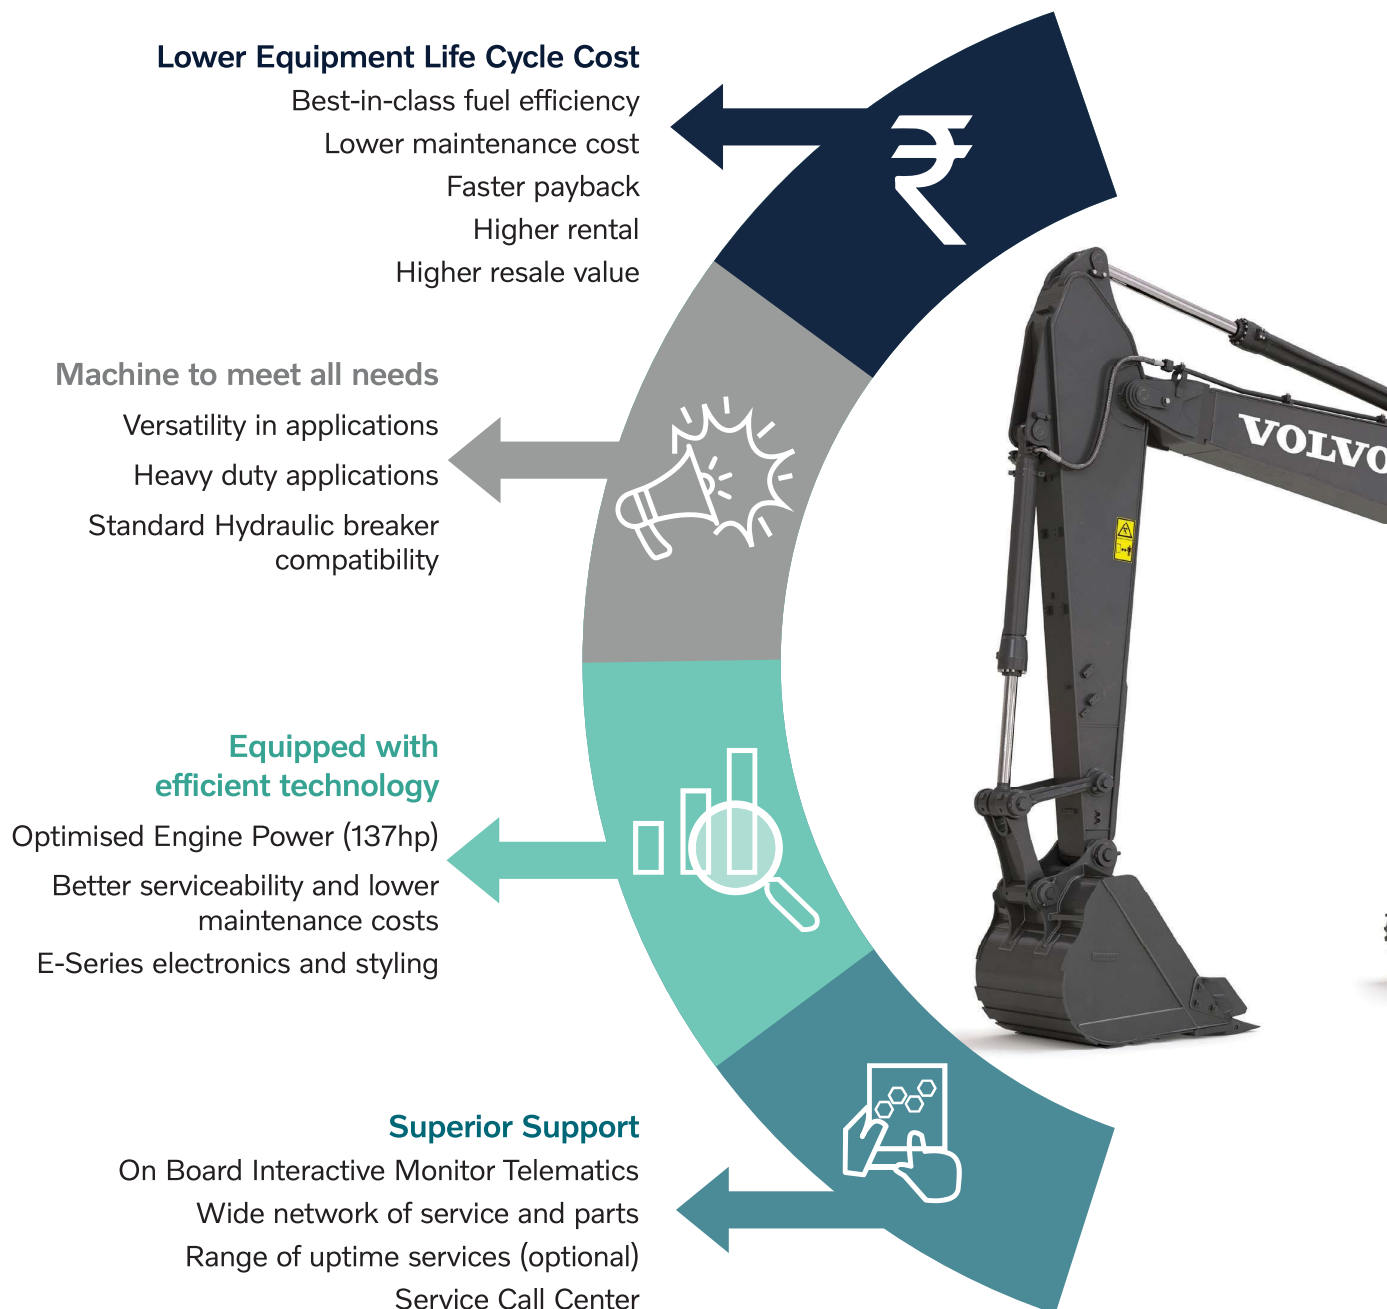 Lower Equipment Life Cycle Cost
Best-in-class fuel efficiency
Lower maintenance cost
Faster payback
Higher rental
Higher resale value
₹
Machine to meet all needs
Versatility in applications
Heavy duty applications
Standard Hydraulic breaker
compatibility
VOLVO
Equipped with
efficient technology
Optimised Engine Power (137hp)
Better serviceability and lower
maintenance costs
E-Series electronics and styling
Superior Support
On Board Interactive Monitor Telematics
Wide network of service and parts
Range of uptime services (optional)
Service Call Center